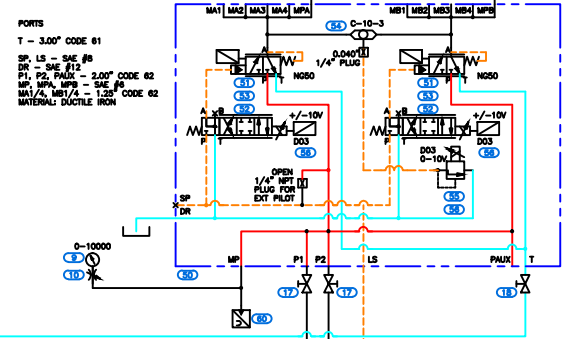 PORTS
T - 3.00" CODE 61
SP, LS - SAE #8
DR - SAE #12
P1, P2, PAUX - 2.00" CODE 62
MP, MPA, MPB - SAE #6
MA1/4, MB1/4 - 1.25" CODE 62
MATERIAL: DUCTILE IRON
MA1 MA2 MA3 MA4 MPA
MB1 MB2 MB3 MB4 MPB
54 C-10-3
0.040"
1/4" PLUG
A
P T
NG50
51
53
52
A
P T
NG50
51
53
52
A B
P T
+/-10V
D03
56
A B
P T
+/-10V
D03
56
D03
0-10V
55
56
OPEN
1/4" NPT
PLUG FOR
EXT PILOT
SP
DR
0-10000
9
10
50
MP P1 P2 LS PAUX T
17
17
18
60